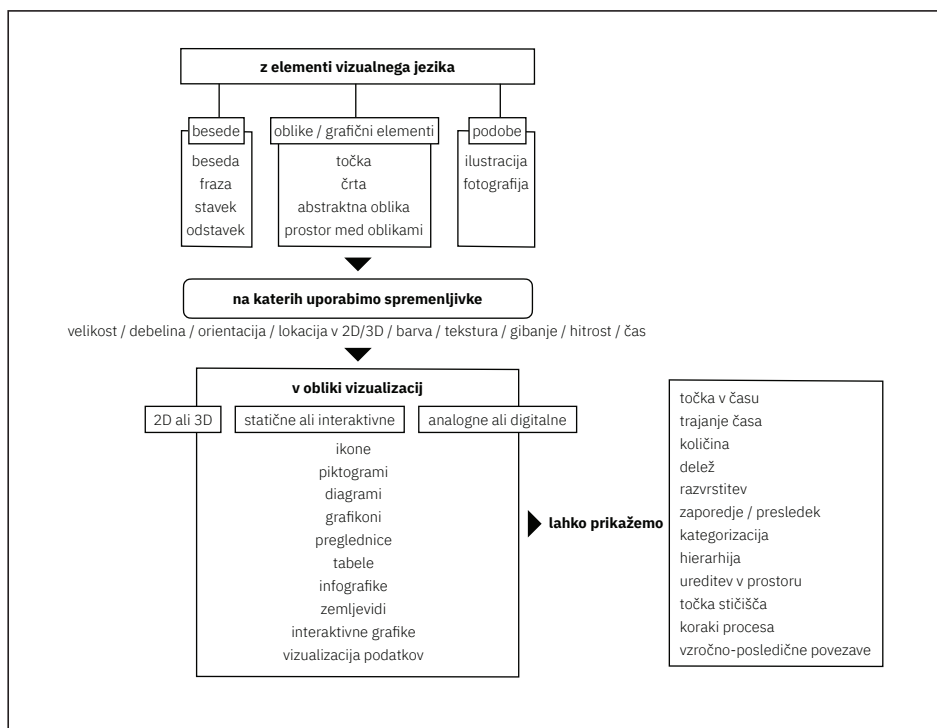 z elementi vizualnega jezika
besede
beseda
fraza
stavek
odstavek
oblike / grafični elementi
točka
črta
abstraktna oblika
prostor med oblikami
podobe
ilustracija
fotografija
na katerih uporabimo spremenljivke
velikost / debelina / orientacija / lokacija v 2D/3D / barva / tekstura / gibanje / hitrost / čas
v obliki vizualizacij
2D ali 3D
statične ali interaktivne
analogne ali digitalne
ikone
piktogrami
diagrami
grafikoni
preglednice
tabele
infografike
zemljevidi
interaktivne grafike
vizualizacija podatkov
lahko prikažemo
točka v času
trajanje časa
količina
delež
razvrstitev
zaporedje / presledek
kategorizacija
hierarhija
ureditev v prostoru
točka stičišča
koraki procesa
vzročno-posledične povezave